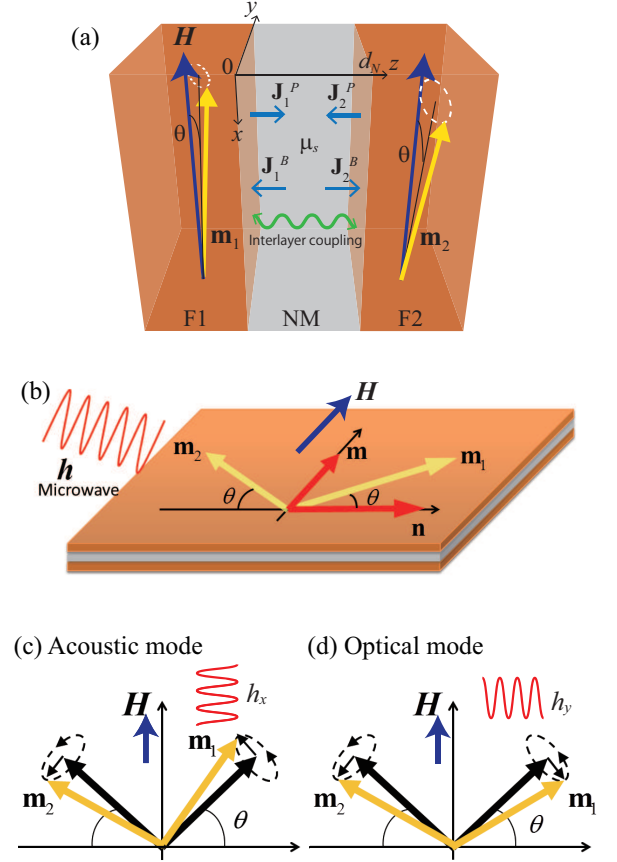 (a)
y
H
0
d_N z
J_1^P J_2^P
θ
x
θ
μ_s
J_1^B J_2^B
m_1
Interlayer coupling
m_2
F1 NM F2
(b)
H
m_2
m
m_1
h
Microwave
θ
θ
n
(c) Acoustic mode
(d) Optical mode
H
h_x
H
h_y
m_1
m_2
θ
m_2
m_1
θ